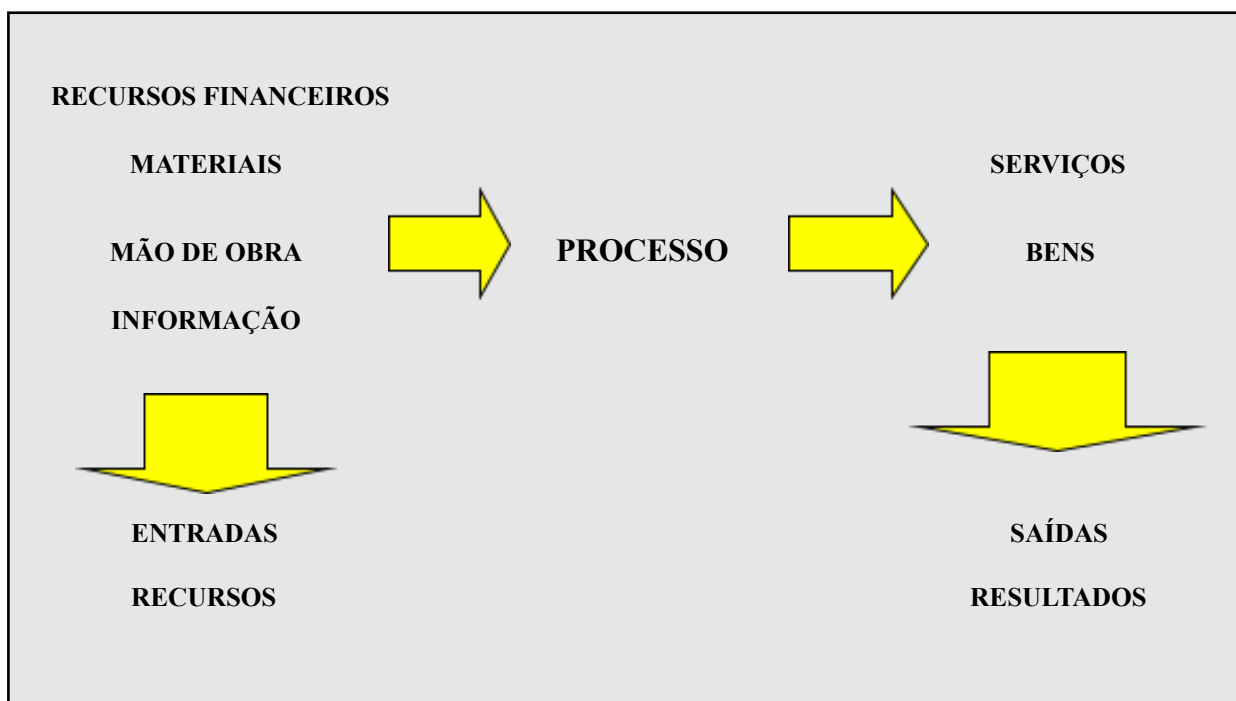 RECURSOS FINANCEIROS
MATERIAIS
SERVIÇOS
MÃO DE OBRA
PROCESSO
BENS
INFORMAÇÃO
ENTRADAS
SAÍDAS
RECURSOS
RESULTADOS